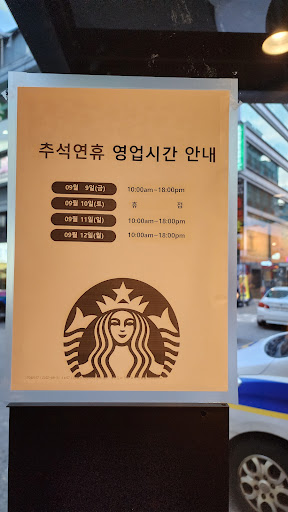 추석연휴 영업시간 안내
09월 9일(금) 10:00am~18:00pm
09월 10일(토) 휴 점
09월 11일(일) 10:00am~18:00pm
09월 12일(월) 10:00am~18:00pm